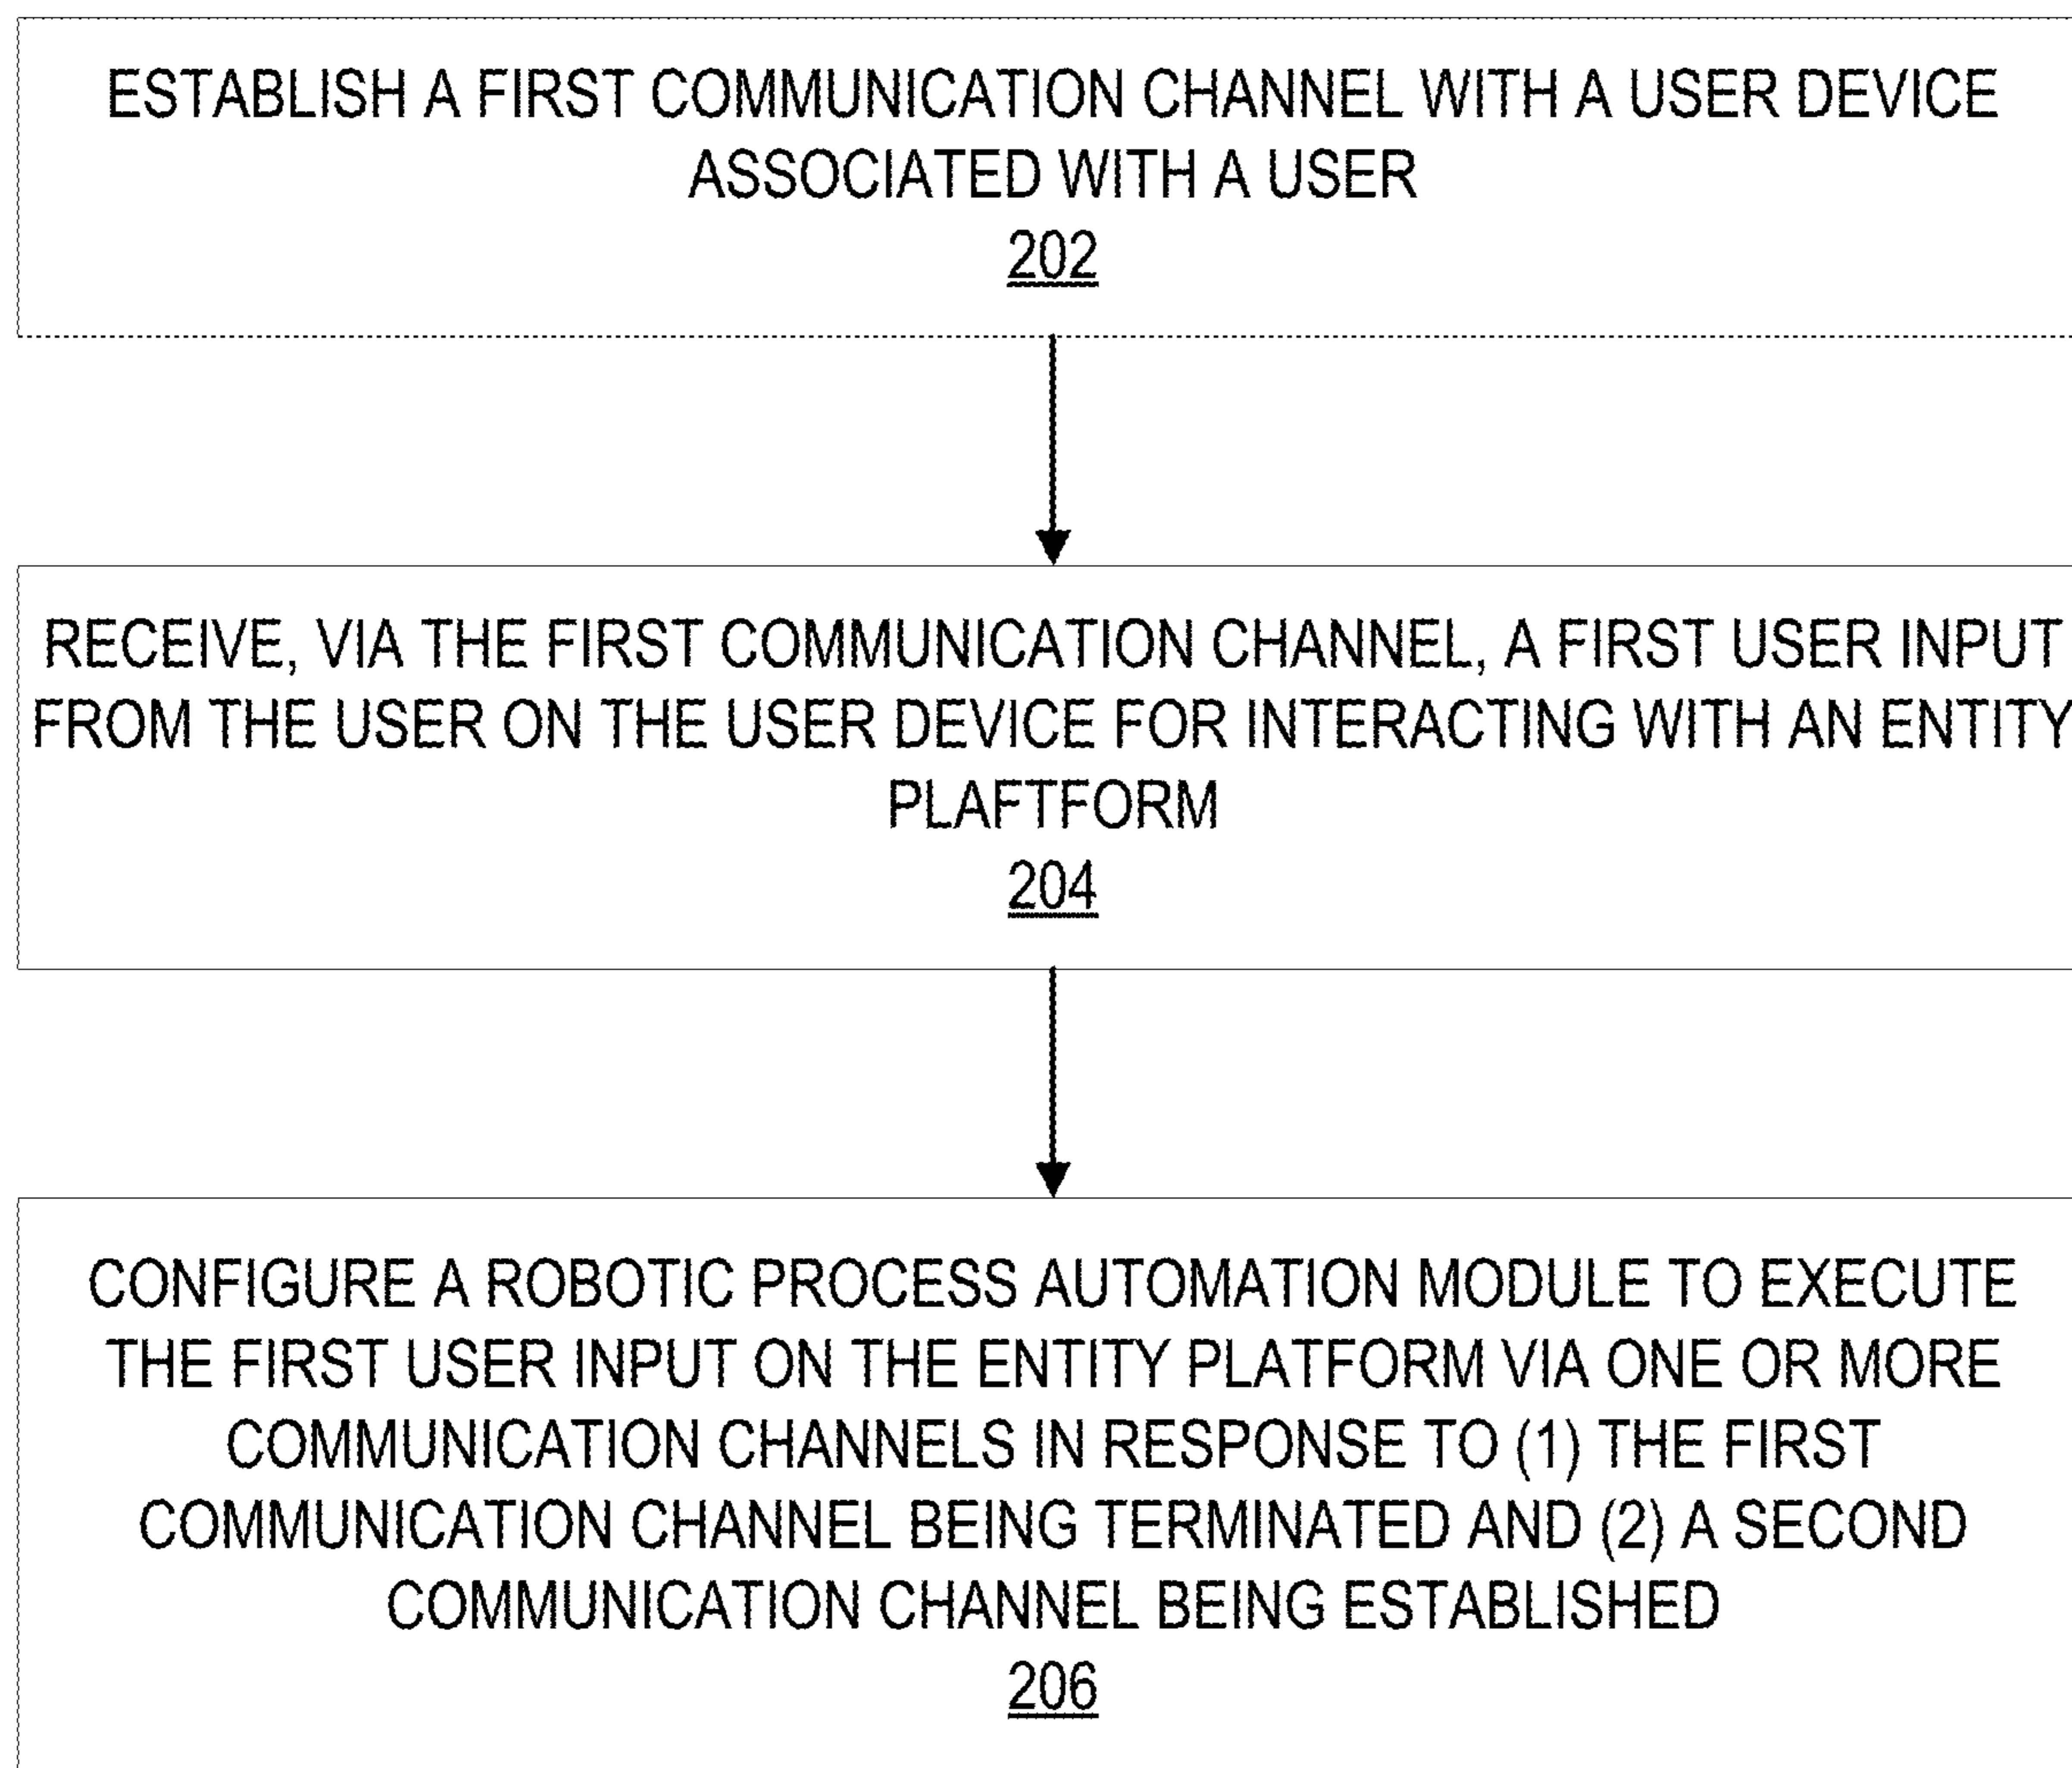 ESTABLISH A FIRST COMMUNICATION CHANNEL WITH A USER DEVICE
ASSOCIATED WITH A USER
202
RECEIVE, VIA THE FIRST COMMUNICATION CHANNEL, A FIRST USER INPUT
FROM THE USER ON THE USER DEVICE FOR INTERACTING WITH AN ENTITY
PLAFTFORM
204
CONFIGURE A ROBOTIC PROCESS AUTOMATION MODULE TO EXECUTE
THE FIRST USER INPUT ON THE ENTITY PLATFORM VIA ONE OR MORE
COMMUNICATION CHANNELS IN RESPONSE TO (1) THE FIRST
COMMUNICATION CHANNEL BEING TERMINATED AND (2) A SECOND
COMMUNICATION CHANNEL BEING ESTABLISHED
206